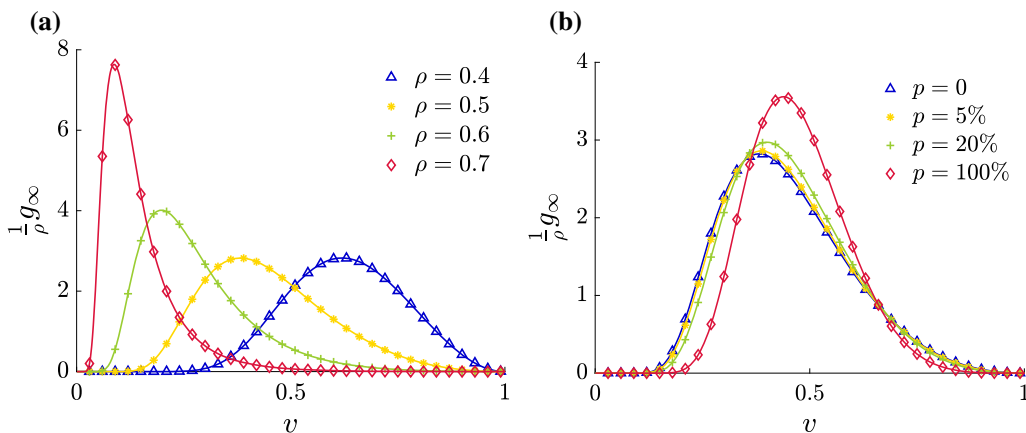 (a)
8
6
4
2
0
0
0.5
1
v
1/ρ g∞
ρ = 0.4
ρ = 0.5
ρ = 0.6
ρ = 0.7
(b)
4
3
2
1
0
0
0.5
1
v
1/ρ g∞
p = 0
p = 5%
p = 20%
p = 100%